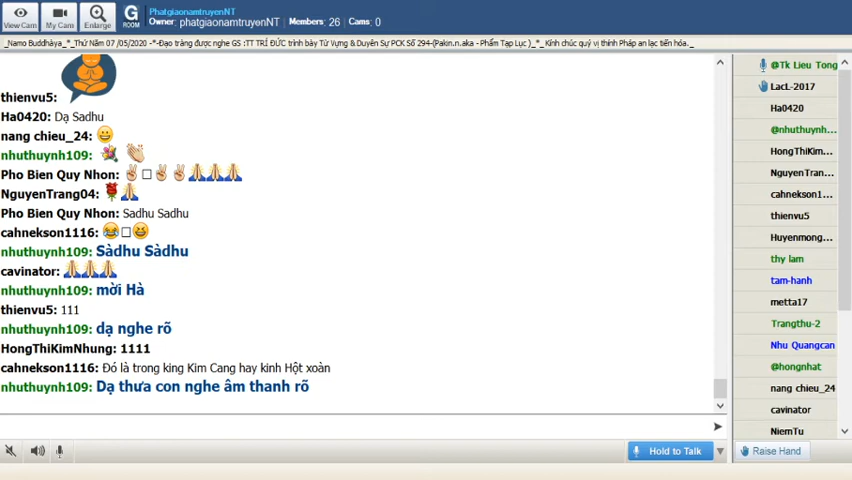 PhatgiaonamtruyenNT
Owner: phatgiaonamtruyenNT Members: 26 Cams: 0
View Cam My Cam Enlarge G ROOM
_Namo Buddhàya_*_Thứ Năm 07 /05/2020 -*-Đạo tràng được nghe GS :TT TRÍ ĐỨC trình bày Từ Vựng & Duyên Sự PCK Số 294-(Pakin.n.aka - Phẩm Tạp Lục )_*_ Kính chúc quý vị thính Pháp an lạc tiến hóa._
thienvu5:
Ha0420: Dạ Sadhu
nang chieu_24:
nhuthuynh109:
Pho Bien Quy Nhon:
NguyenTrang04:
Pho Bien Quy Nhon: Sadhu Sadhu
cahnekson1116:
nhuthuynh109: Sàdhu Sàdhu
cavinator:
nhuthuynh109: mời Hà
thienvu5: 111
nhuthuynh109: dạ nghe rõ
HongThiKimNhung: 1111
cahnekson1116: Đó là trong king Kim Cang hay kinh Hột xoàn
nhuthuynh109: Dạ thưa con nghe âm thanh rõ
@Tk Lieu Tong
LacL-2017
Ha0420
@nhuthuynh...
HongThiKim...
NguyenTran...
cahnekson1...
thienvu5
Huyenmong...
thy lam
tam-hanh
metta17
Trangthu-2
Nhu Quangcan
@hongnhat
nang chieu_24
cavinator
NiemTu
Hold to Talk
Raise Hand